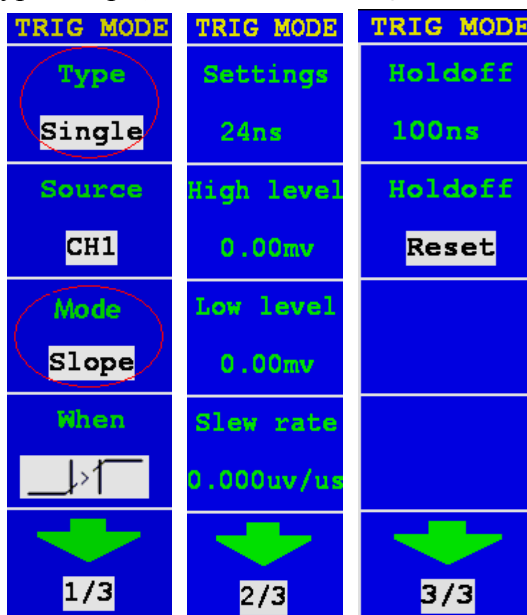 TRIG MODE
Type
Single
Source
CH1
Mode
Slope
When
1/3
TRIG MODE
Settings
24ns
High level
0.00mv
Low level
0.00mv
Slew rate
0.000uv/us
2/3
TRIG MODE
Holdoff
100ns
Holdoff
Reset
3/3